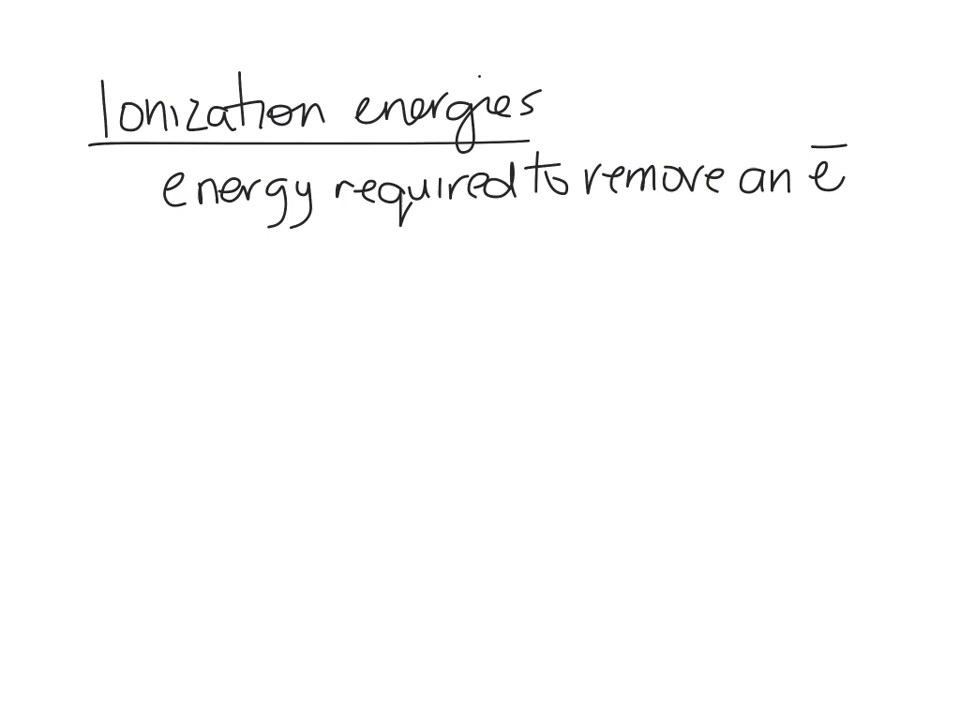 Ionization energies
energy required to remove an e̅